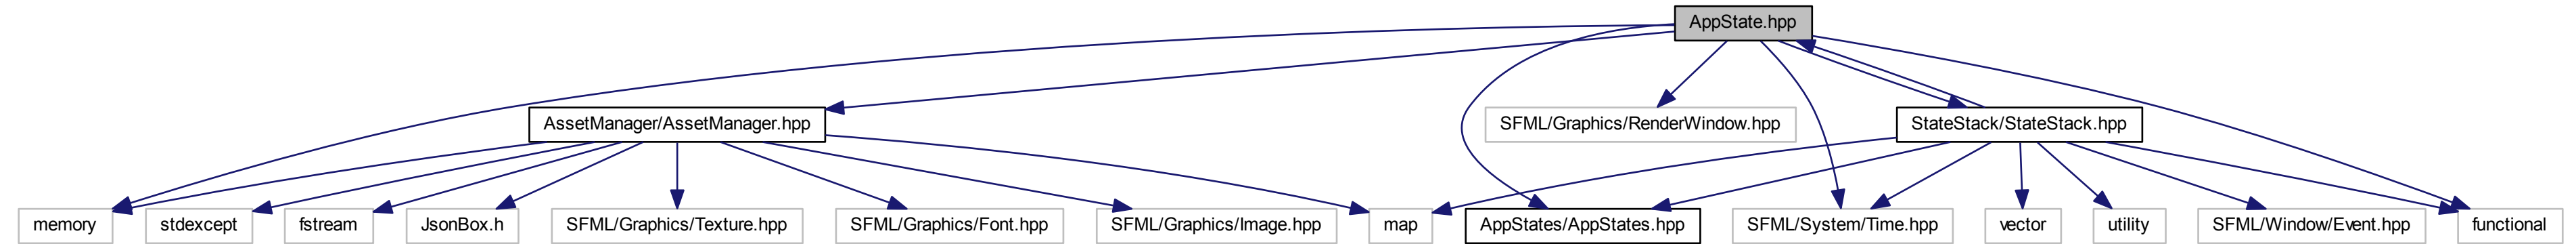 AppState.hpp
AssetManager/AssetManager.hpp
SFML/Graphics/RenderWindow.hpp
StateStack/StateStack.hpp
memory
stdexcept
fstream
JsonBox.h
SFML/Graphics/Texture.hpp
SFML/Graphics/Font.hpp
SFML/Graphics/Image.hpp
map
AppStates/AppStates.hpp
SFML/System/Time.hpp
vector
utility
SFML/Window/Event.hpp
functional